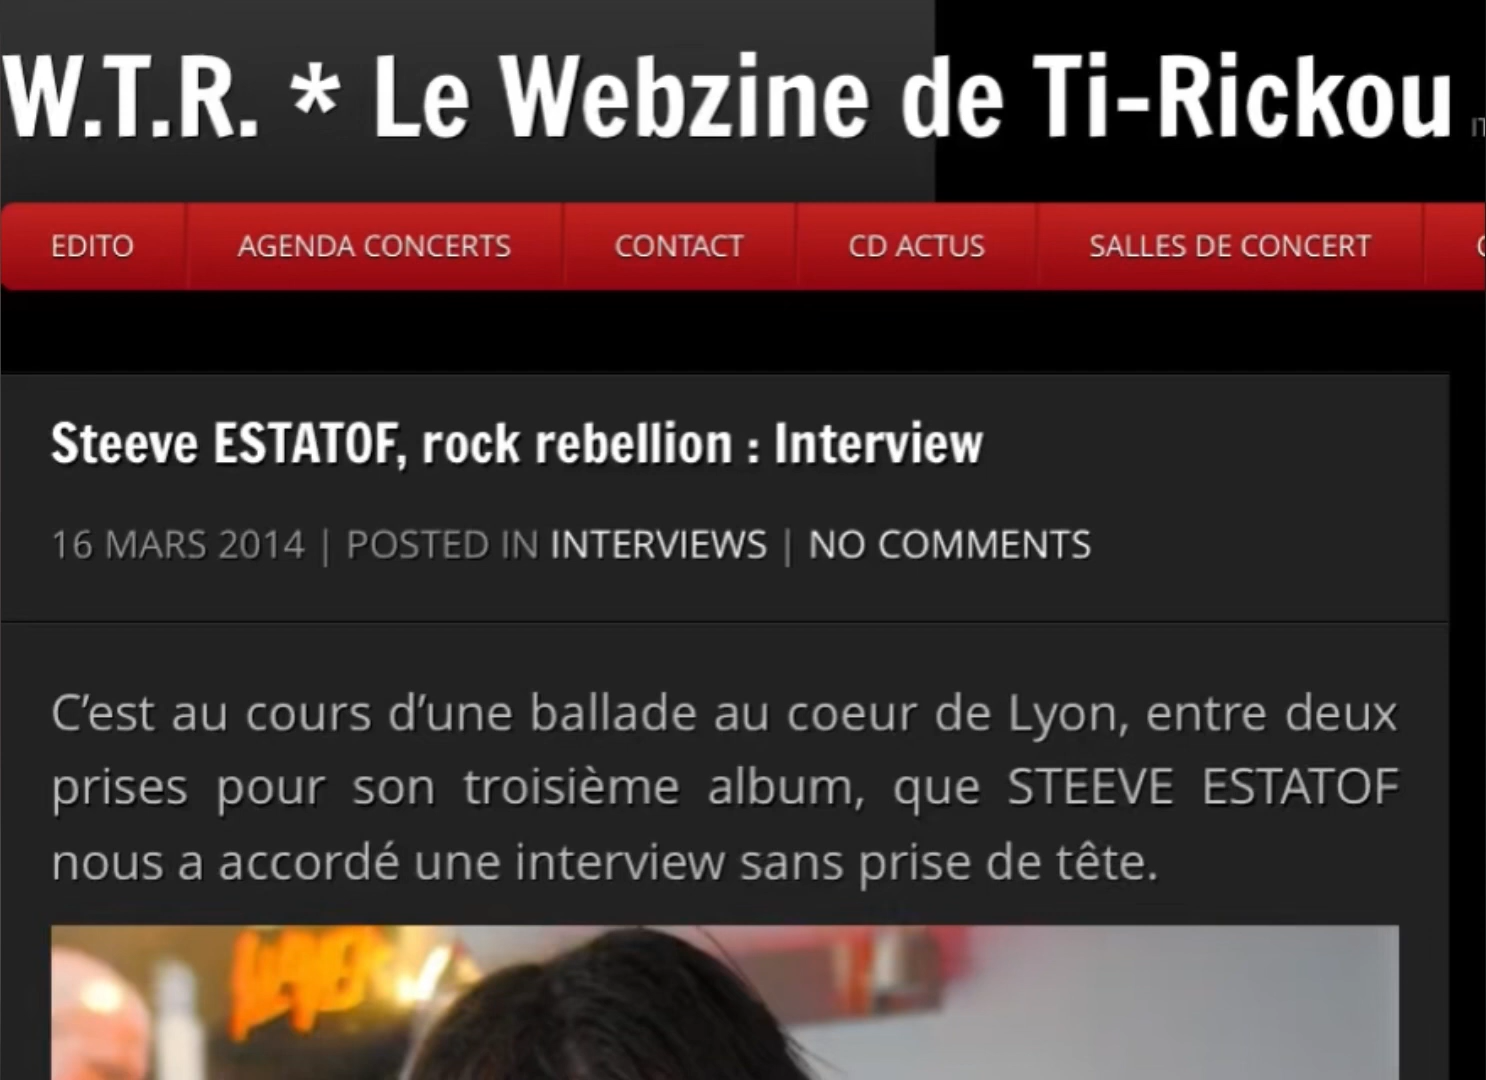 W.T.R. * Le Webzine de Ti-Rickou
EDITO AGENDA CONCERTS CONTACT CD ACTUS SALLES DE CONCERT
Steeve ESTATOF, rock rebellion : Interview
16 MARS 2014 | POSTED IN INTERVIEWS | NO COMMENTS
C’est au cours d’une ballade au coeur de Lyon, entre deux
prises pour son troisième album, que STEEVE ESTATOF
nous a accordé une interview sans prise de tête.